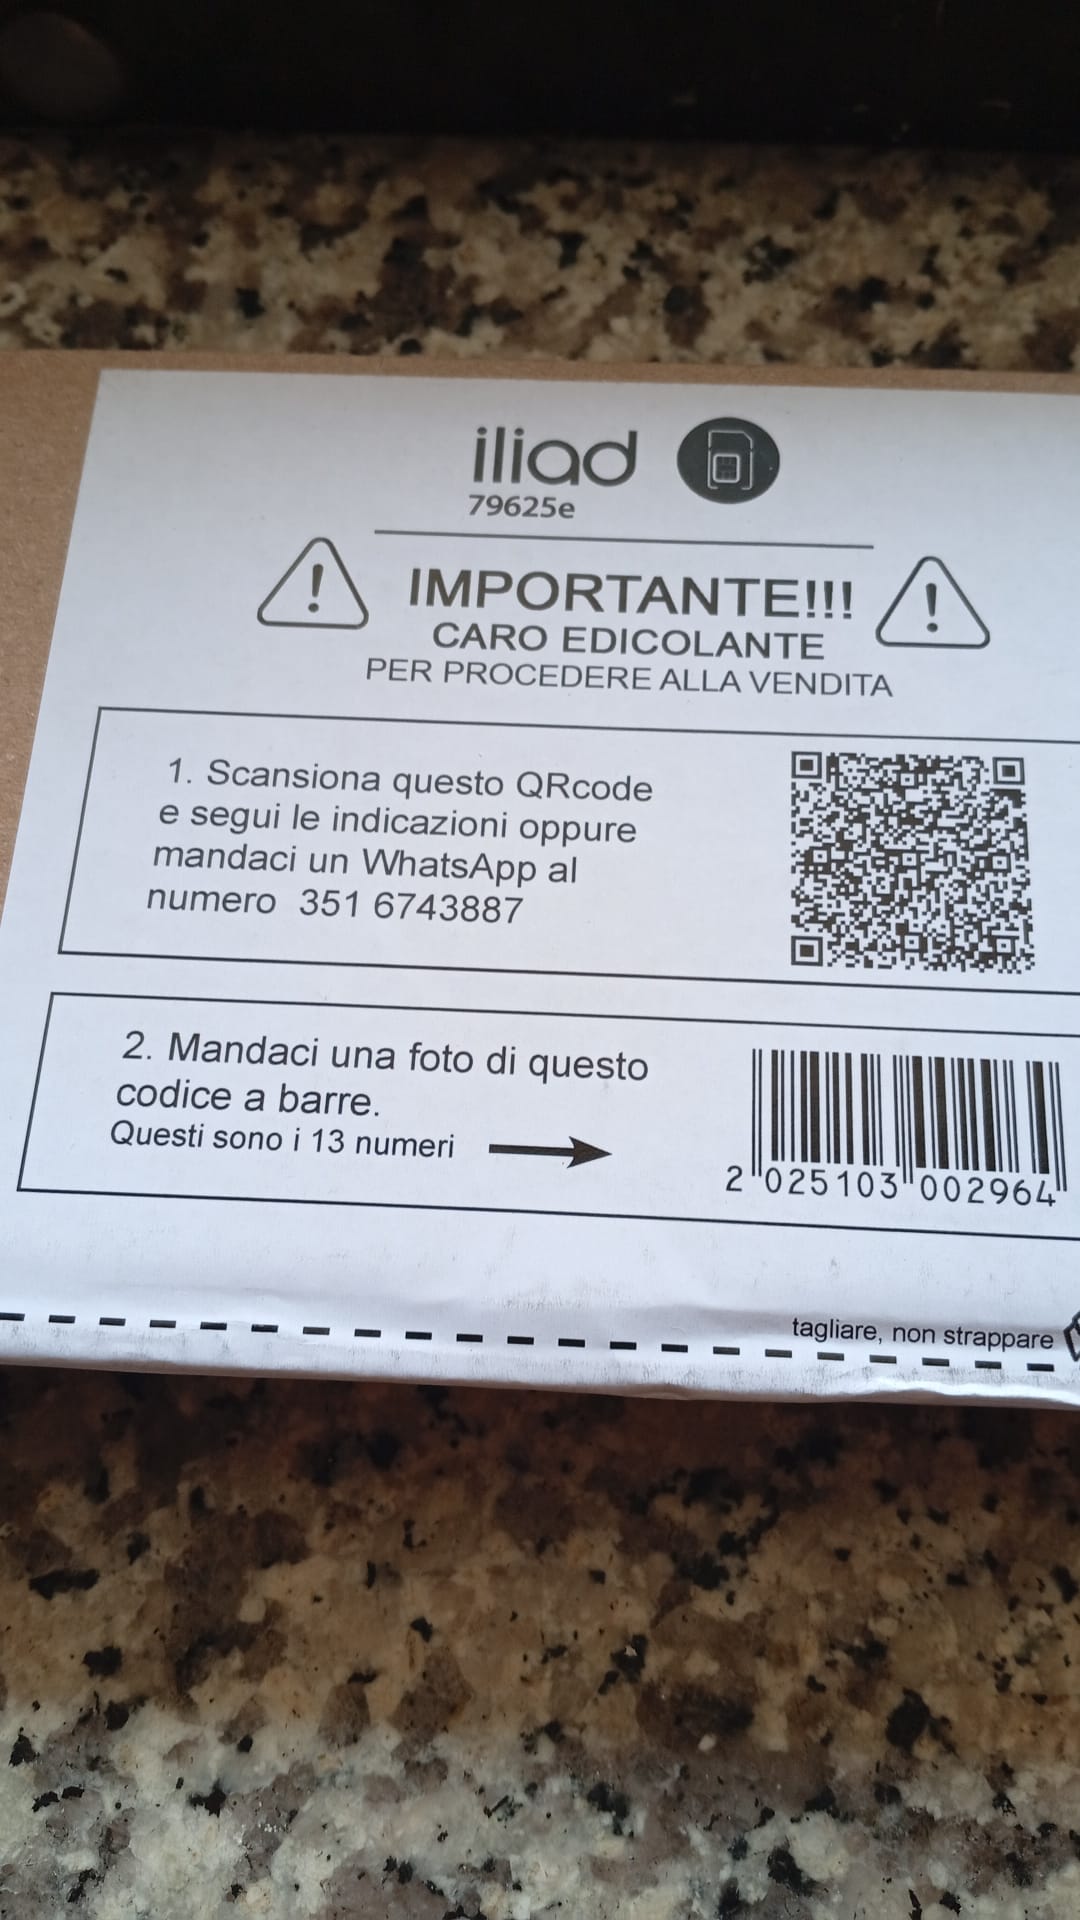 iliad
79625e
IMPORTANTE!!!
CARO EDICOLANTE
PER PROCEDERE ALLA VENDITA
1. Scansiona questo QRcode
e segui le indicazioni oppure
mandaci un WhatsApp al
numero 351 6743887
2. Mandaci una foto di questo
codice a barre.
Questi sono i 13 numeri
2 025103 002964
tagliare, non strappare